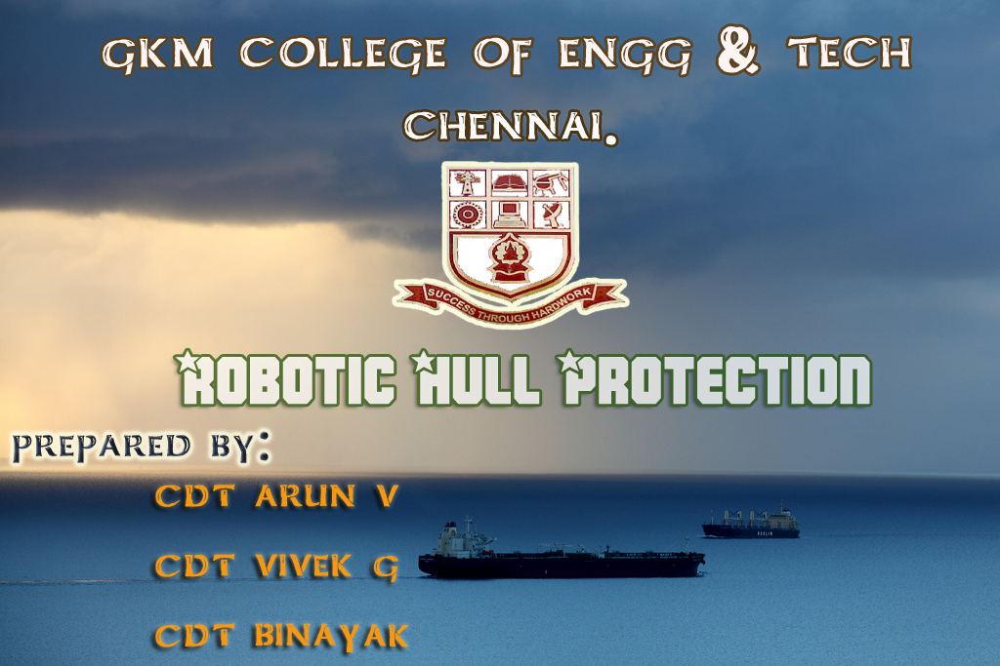 GKM COLLEGE OF ENGG & TECH
CHENNAI.
SUCCESS THROUGH HARDWORK
ROBOTIC HULL PROTECTION
PREPARED BY:
CDT ARUN V
CDT VIVEK G
CDT BINAYAK